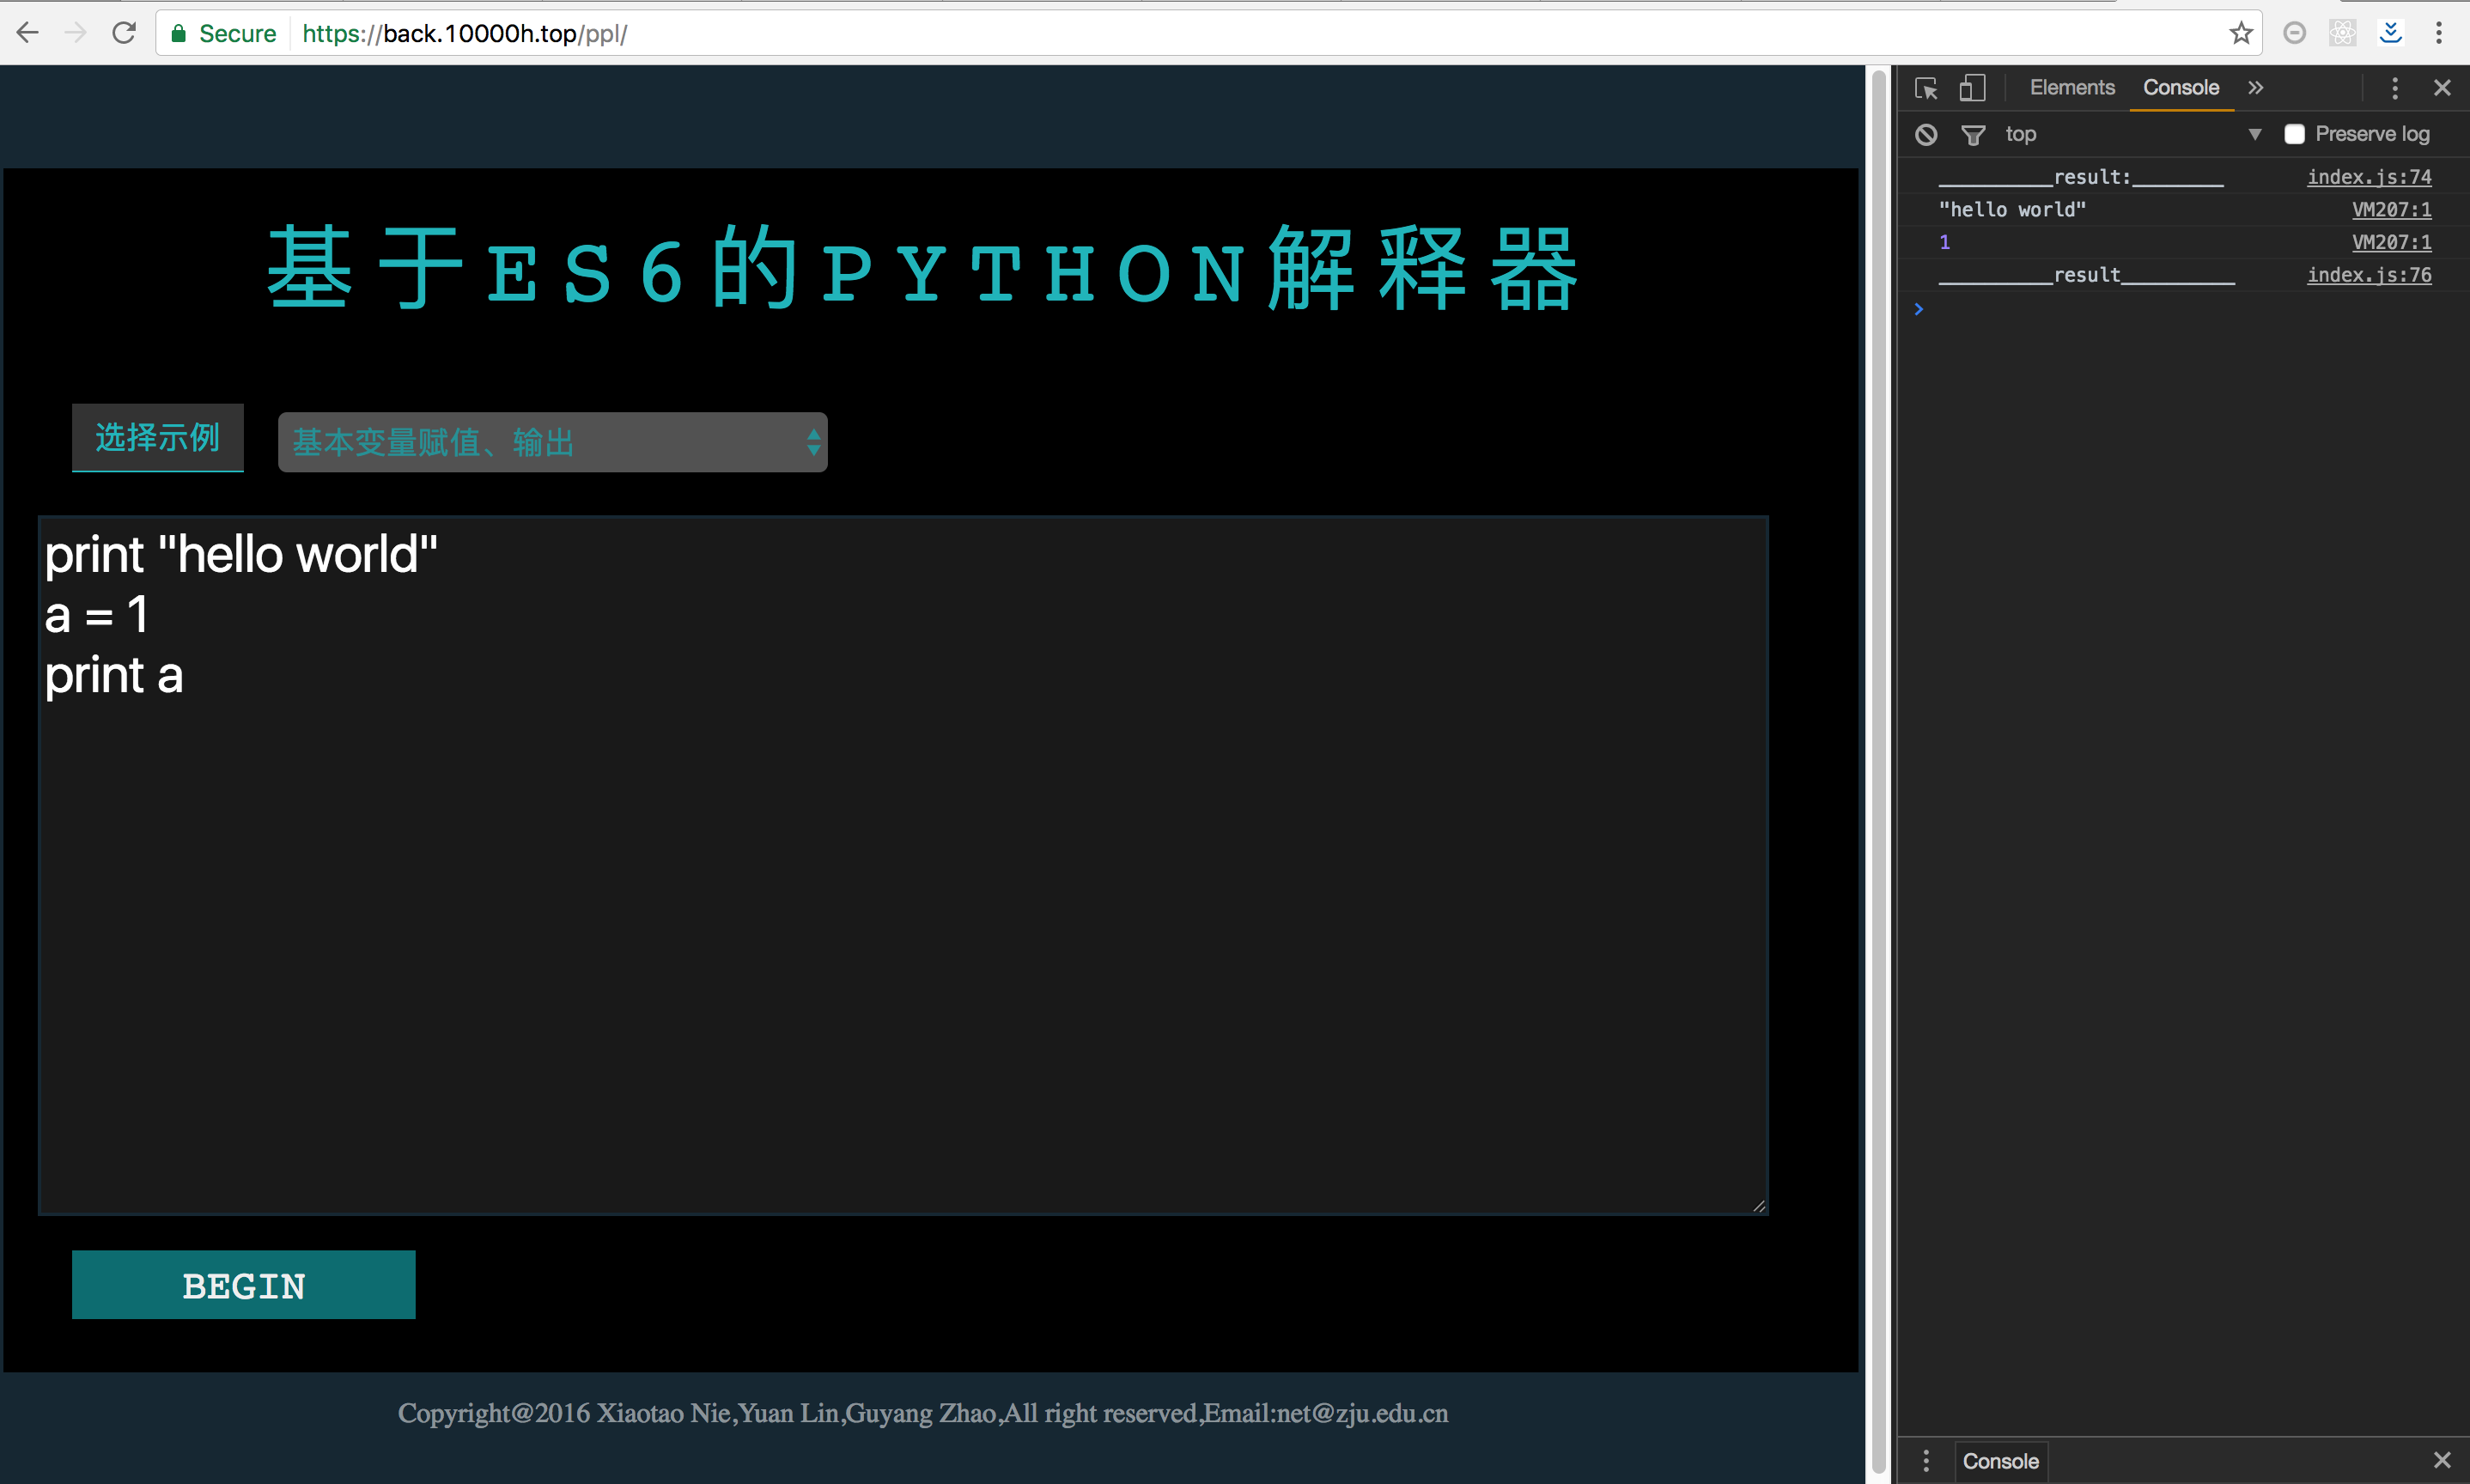 Secure https://back.10000h.top/ppl/
基于ES6的PYTHON解释器
选择示例 基本变量赋值、输出
print "hello world"
a = 1
print a
BEGIN
Copyright@2016 Xiaotao Nie,Yuan Lin,Guyang Zhao,All right reserved,Email:net@zju.edu.cn
Elements Console »
top Preserve log
__________result:________ index.js:74
"hello world" VM207:1
1 VM207:1
__________result__________ index.js:76
Console